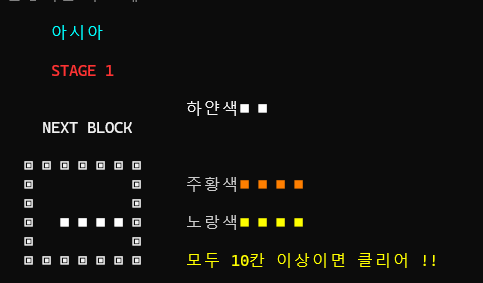 아시아
STAGE 1
하얀색■ ■
NEXT BLOCK
주황색■ ■ ■ ■
노랑색■ ■ ■ ■
모두 10칸 이상이면 클리어 !!